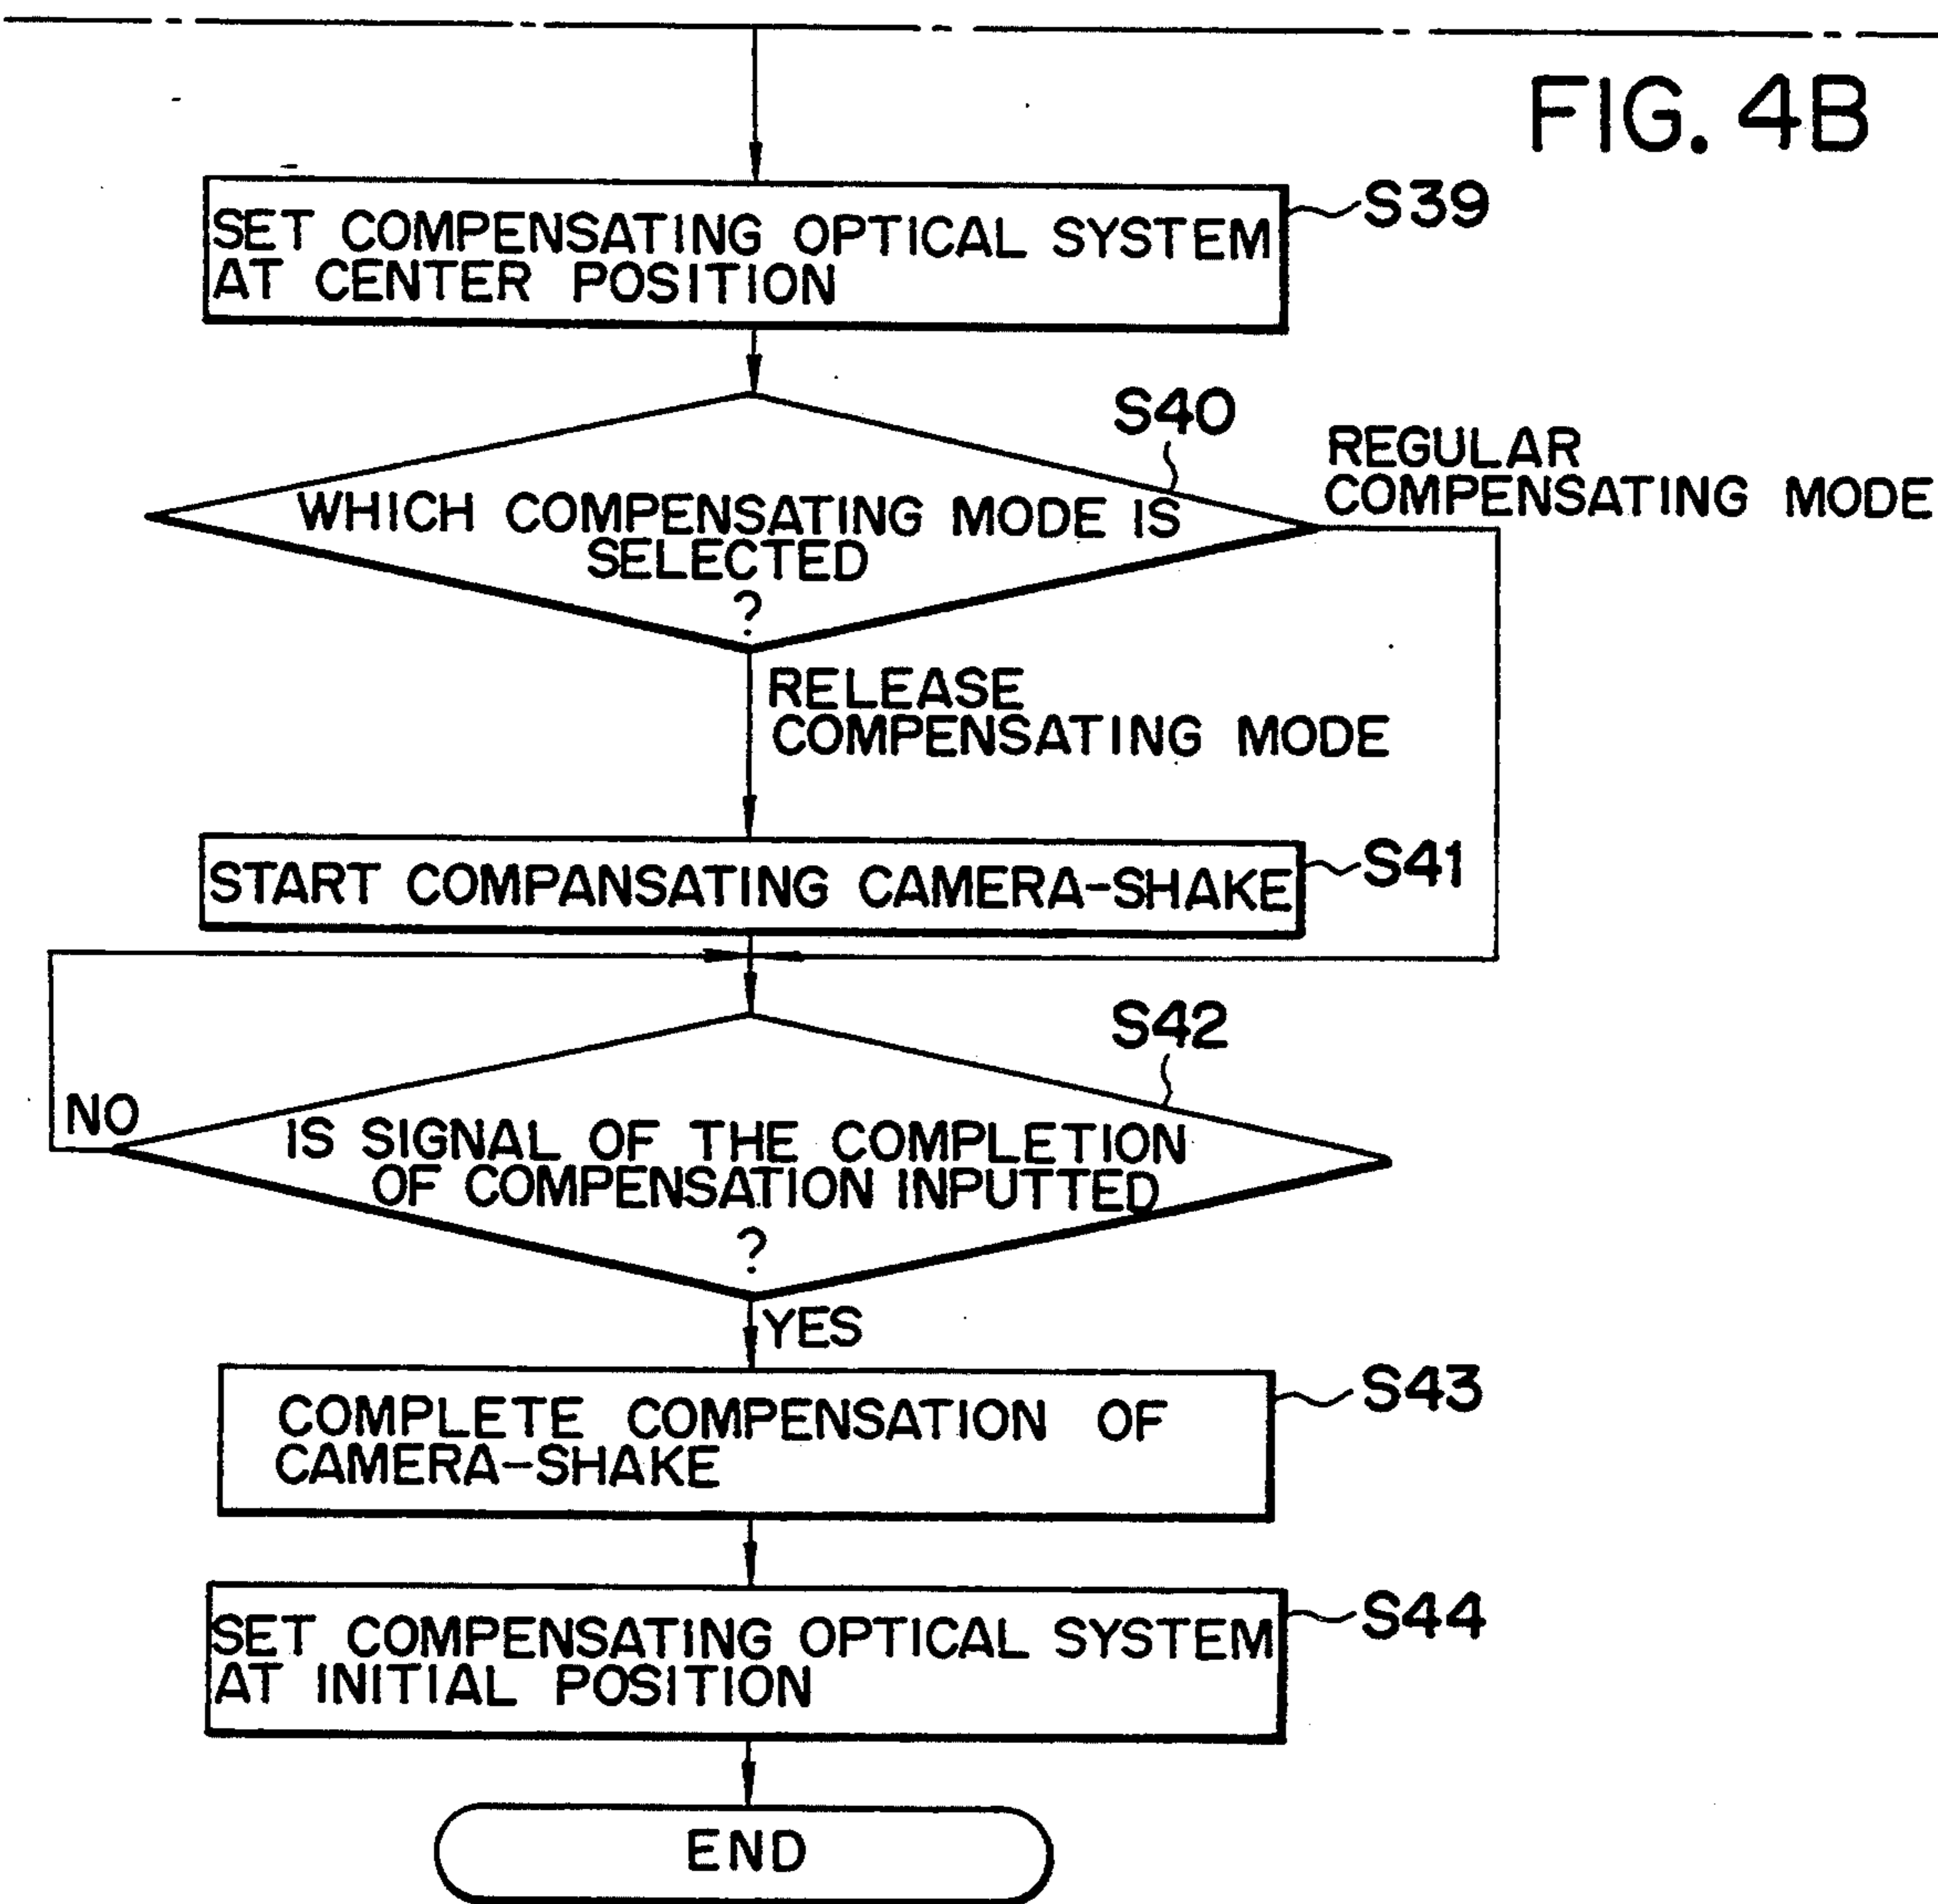 FIG. 4B
SET COMPENSATING OPTICAL SYSTEM
AT CENTER POSITION
S39
S40
WHICH COMPENSATING MODE IS
SELECTED
?
REGULAR
COMPENSATING MODE
RELEASE
COMPENSATING MODE
START COMPANSATING CAMERA-SHAKE
S41
S42
NO
IS SIGNAL OF THE COMPLETION
OF COMPENSATION INPUTTED
?
YES
COMPLETE COMPENSATION OF
CAMERA-SHAKE
S43
SET COMPENSATING OPTICAL SYSTEM
AT INITIAL POSITION
S44
END